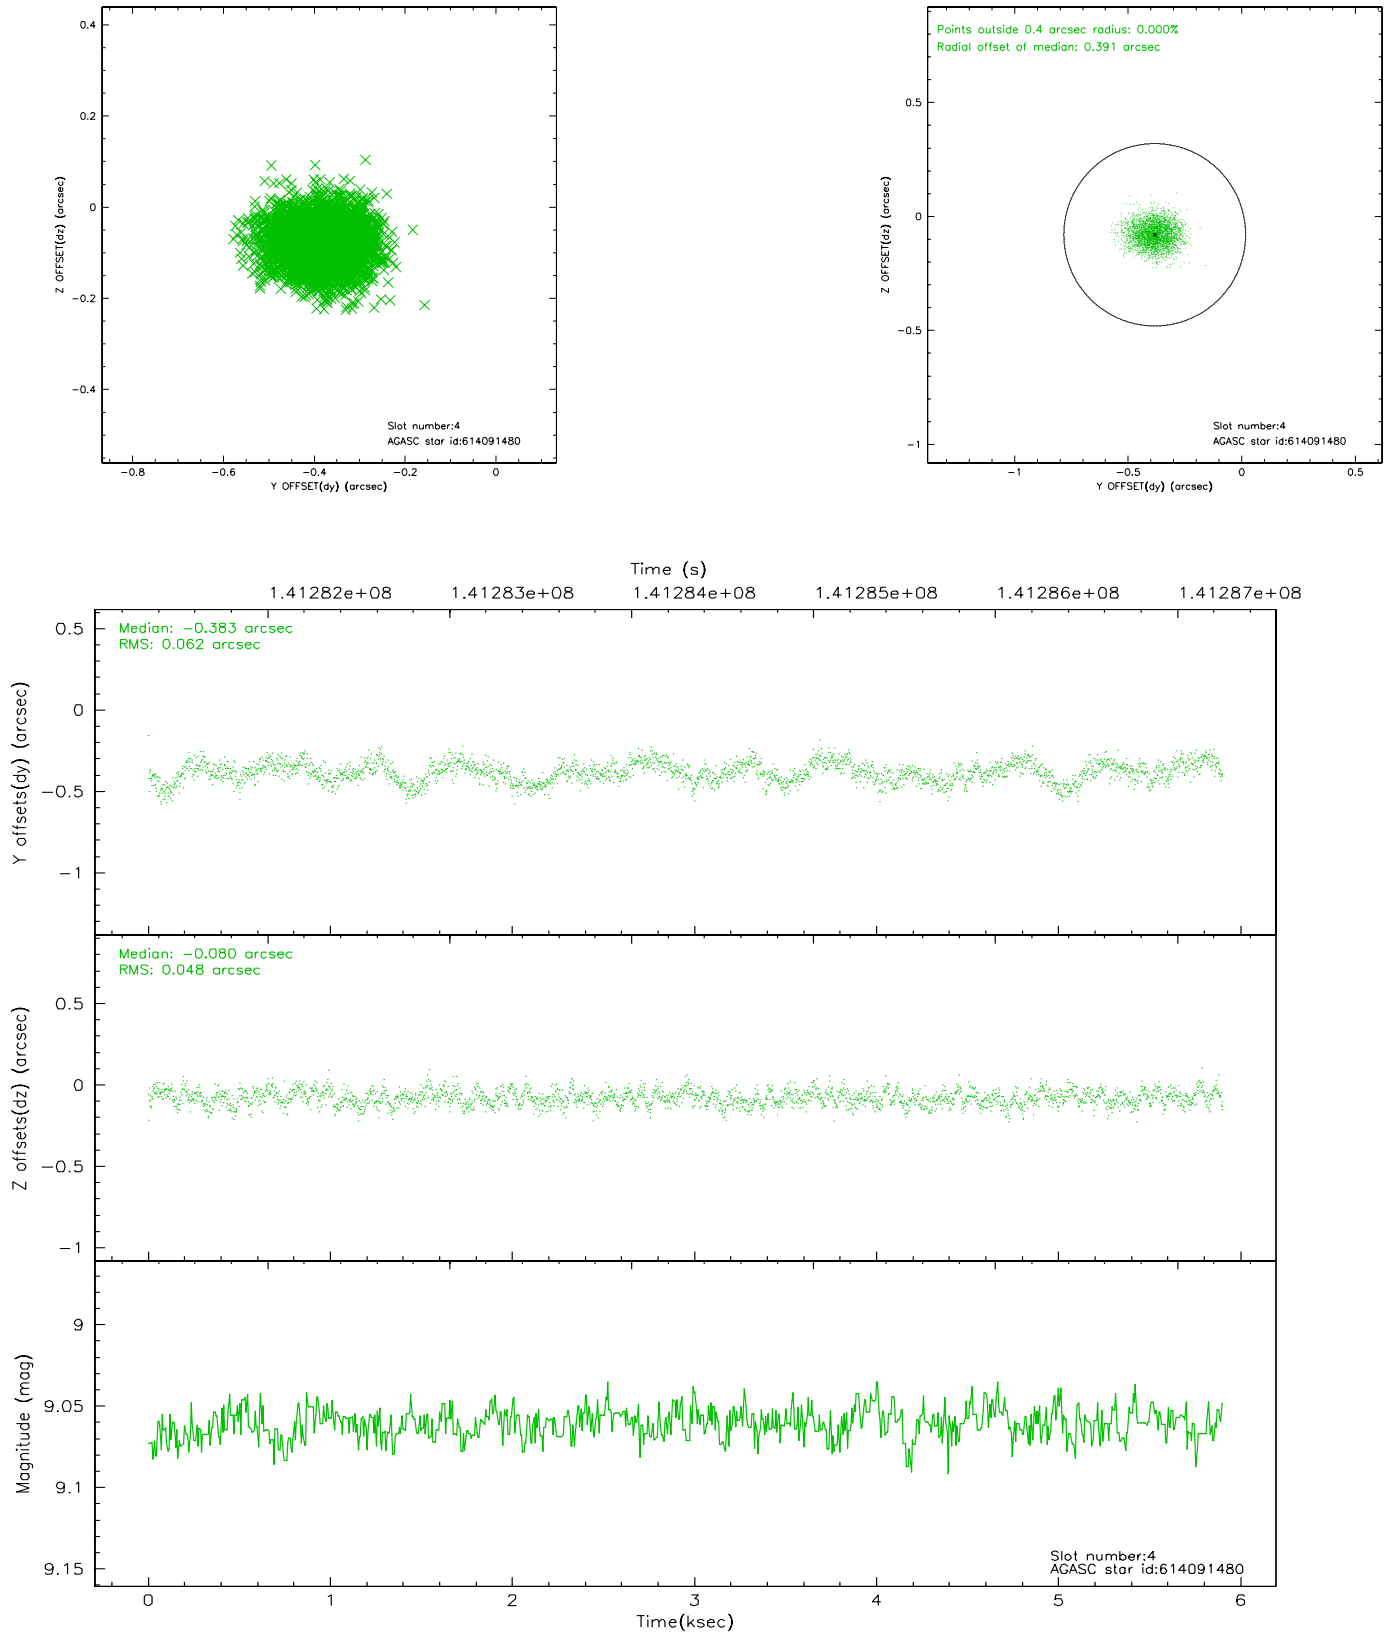 0.4
0.2
0
−0.2
−0.4
Z OFFSET(dz) (arcsec)
Slot number:4
AGASC star id:614091480
−0.8 −0.6 −0.4 −0.2 0
Y OFFSET(dy) (arcsec)
Points outside 0.4 arcsec radius: 0.000%
Radial offset of median: 0.391 arcsec
0.5
0
−0.5
−1
Z OFFSET(dz) (arcsec)
Slot number:4
AGASC star id:614091480
−1 −0.5 0 0.5
Y OFFSET(dy) (arcsec)
Time (s)
1.41282e+08 1.41283e+08 1.41284e+08 1.41285e+08 1.41286e+08 1.41287e+08
Median: −0.383 arcsec
RMS: 0.062 arcsec
0.5
0
−0.5
−1
Y offsets(dy) (arcsec)
Median: −0.080 arcsec
RMS: 0.048 arcsec
0.5
0
−0.5
−1
Z offsets(dz) (arcsec)
9
9.05
9.1
9.15
Magnitude (mag)
Slot number:4
AGASC star id:614091480
0 1 2 3 4 5 6
Time(ksec)